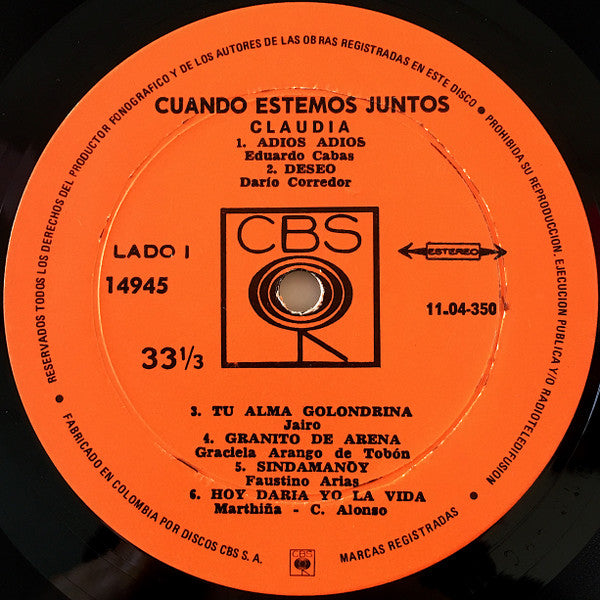 RESERVADOS TODOS LOS DERECHOS DEL PRODUCTOR FONOGRAFICO Y DE LOS AUTORES DE LAS OBRAS REGISTRADAS EN ESTE DISCO • PROHIBIDA SU REPRODUCCION. EJECUCION PUBLICA Y/O RADIOTELEDIFUSION •
CUANDO ESTEMOS JUNTOS
CLAUDIA
1. ADIOS ADIOS
Eduardo Cabas
2. DESEO
Darío Corredor
CBS
LADO I
ESTEREO
14945
11.04-350
33 1/3
3. TU ALMA GOLONDRINA
Jairo
4. GRANITO DE ARENA
Graciela Arango de Tobón
5. SINDAMANOY
Faustino Arias
6. HOY DARIA YO LA VIDA
Marthiña - C. Alonso
• FABRICADO EN COLOMBIA POR DISCOS CBS S. A.
CBS
MARCAS REGISTRADAS •